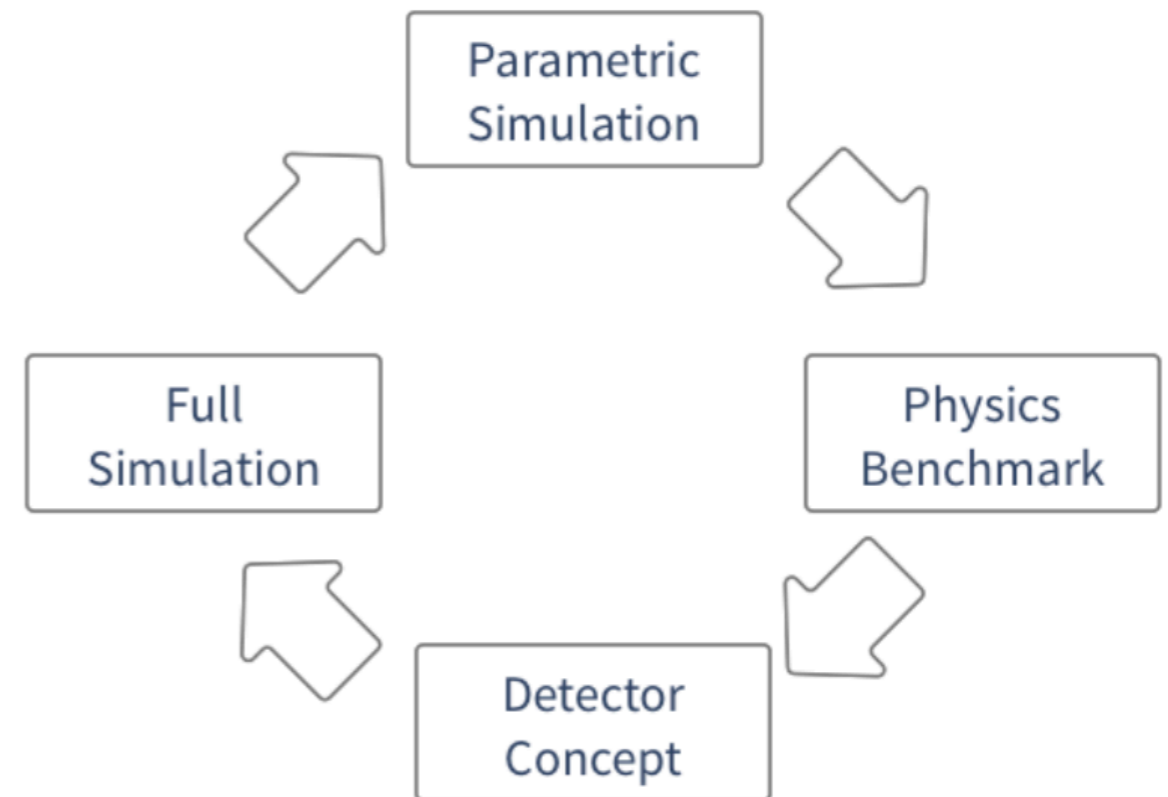 Parametric
Simulation
Full
Simulation
Physics
Benchmark
Detector
Concept